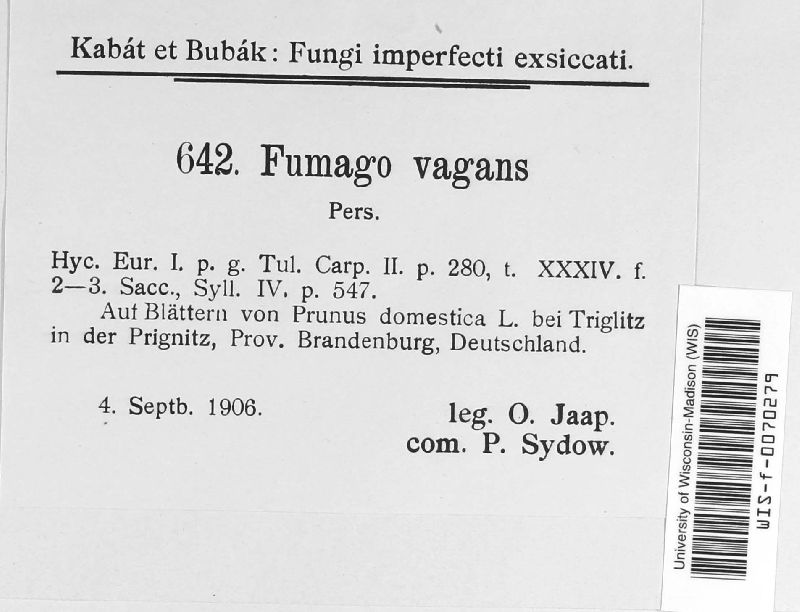 Kabát et Bubák: Fungi imperfecti exsiccati.
642. Fumago vagans
Pers.
Hyc. Eur. I. p. g. Tul. Carp. II. p. 280, t. XXXIV. f.
2—3. Sacc., Syll. IV. p. 547.
Auf Blättern von Prunus domestica L. bei Triglitz
in der Prignitz, Prov. Brandenburg, Deutschland.
4. Septb. 1906.
leg. O. Jaap.
com. P. Sydow.
University of Wisconsin-Madison (WIS)
WIS-f-0070279